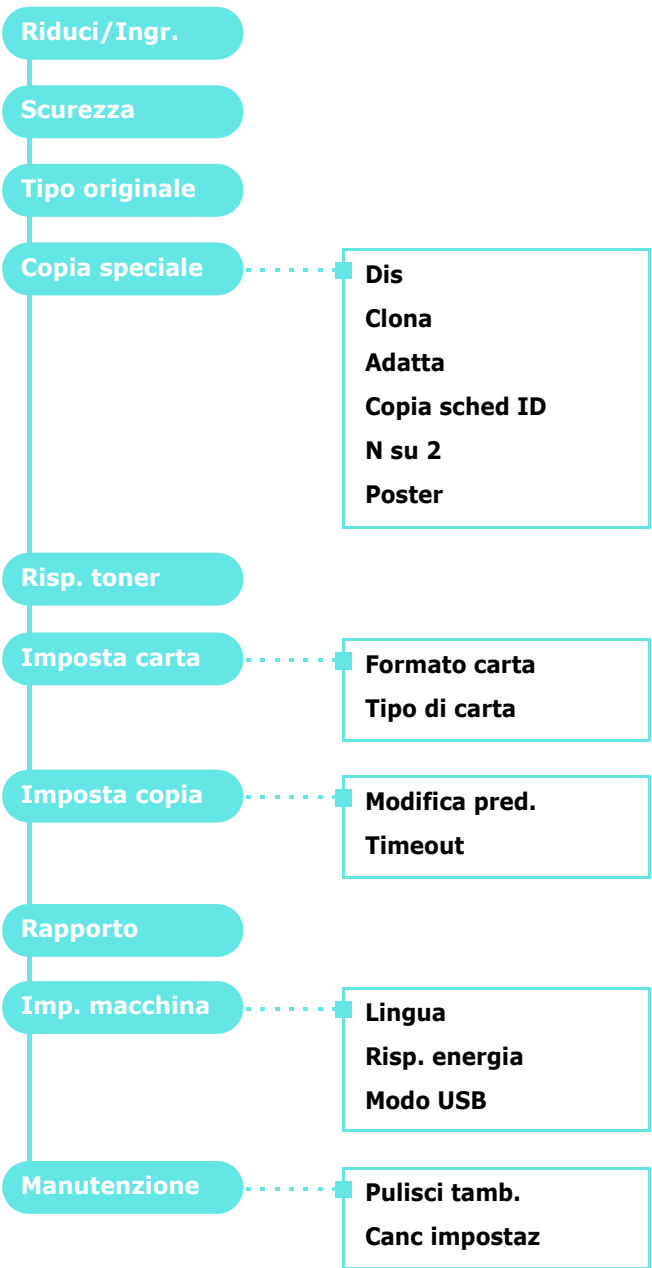 Riduci/Ingr.
Scurezza
Tipo originale
Copia speciale
Dis
Clona
Adatta
Copia sched ID
N su 2
Poster
Risp. toner
Imposta carta
Formato carta
Tipo di carta
Imposta copia
Modifica pred.
Timeout
Rapporto
Imp. macchina
Lingua
Risp. energia
Modo USB
Manutenzione
Pulisci tamb.
Canc impostaz